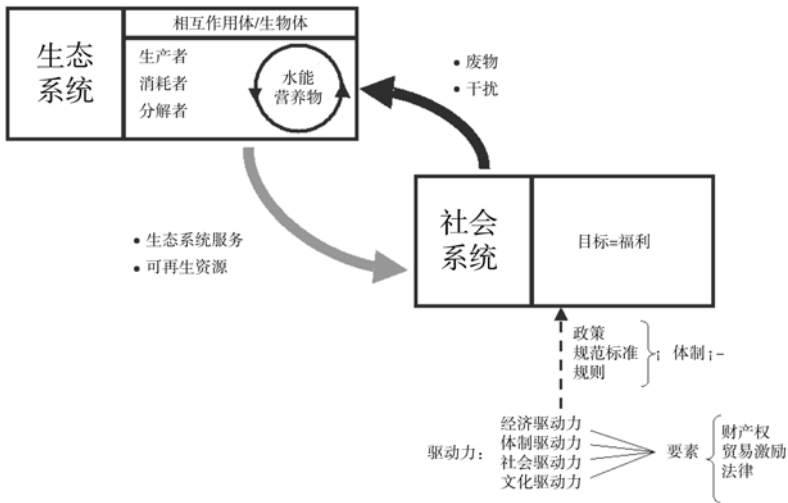 生态
系统
相互作用体/生物体
生产者
消耗者
分解者
水能
营养物
• 废物
• 干扰
• 生态系统服务
• 可再生资源
社会
系统
目标=福利
政策
规范标准
规则
¡ 体制¡-
驱动力：
经济驱动力
体制驱动力
社会驱动力
文化驱动力
要素
财产权
贸易激励
法律